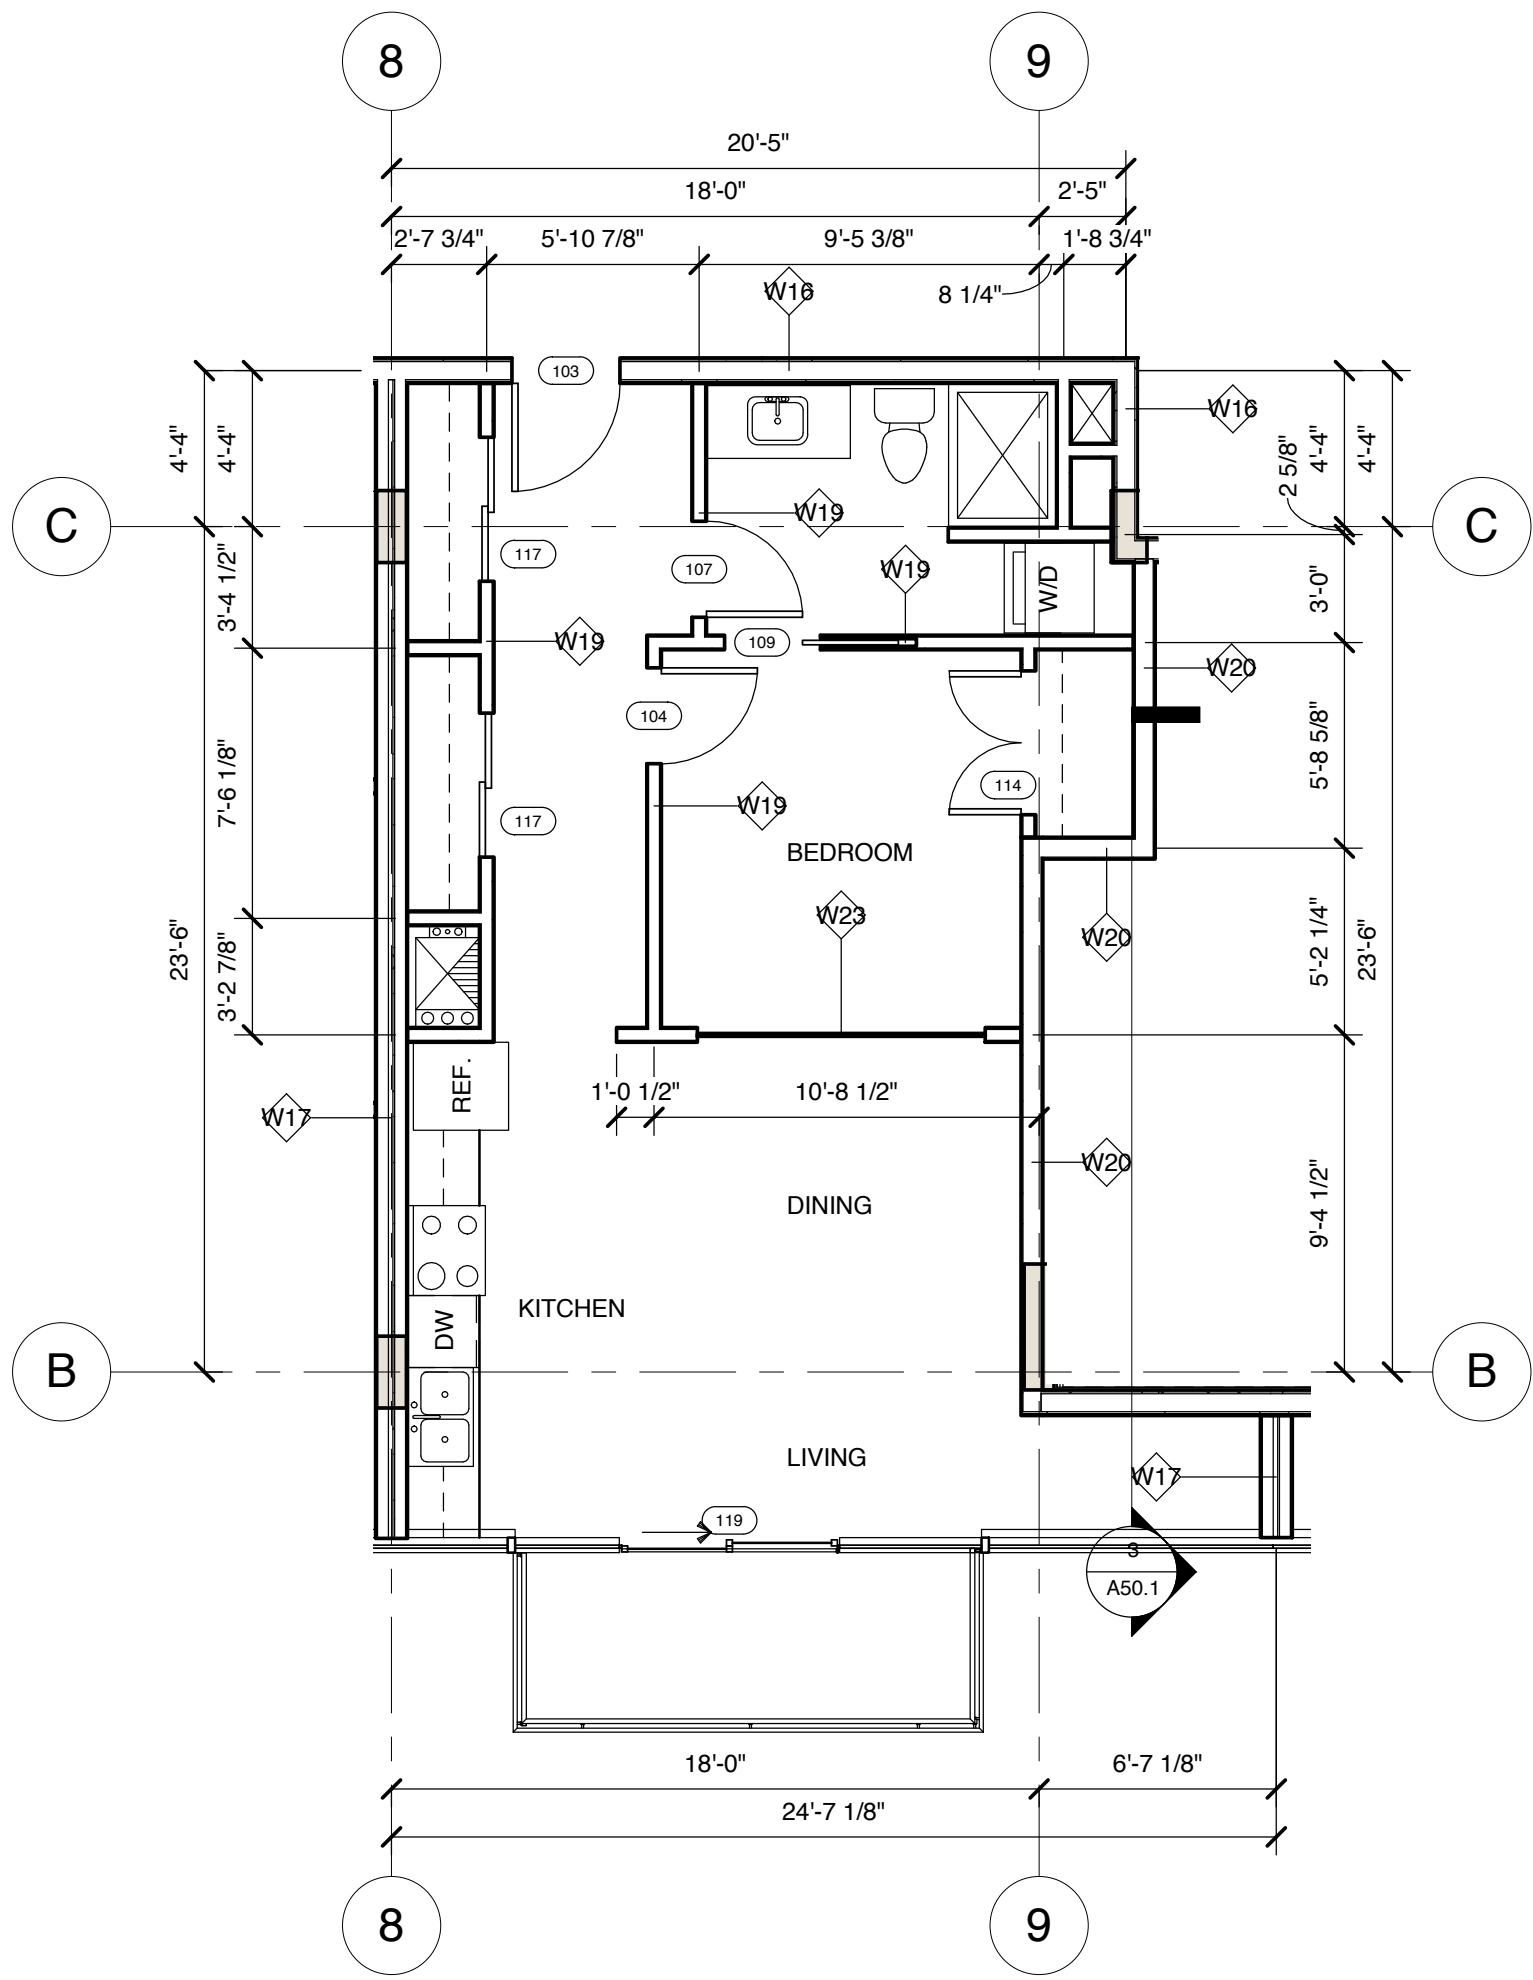 8
9
20'-5"
18'-0"
2'-5"
2'-7 3/4"
5'-10 7/8"
9'-5 3/8"
1'-8 3/4"
8 1/4"
W16
103
W16
4'-4"
4'-4"
2 5/8"
4'-4"
4'-4"
C
C
W19
117
107
W19
W/D
3'-4 1/2"
3'-0"
109
W19
W20
104
7'-6 1/8"
5'-8 5/8"
114
117
W19
BEDROOM
W23
W20
23'-6"
3'-2 7/8"
5'-2 1/4"
23'-6"
REF.
1'-0 1/2"
10'-8 1/2"
W17
W20
DINING
9'-4 1/2"
KITCHEN
DW
B
B
LIVING
W17
119
3
A50.1
18'-0"
6'-7 1/8"
24'-7 1/8"
8
9